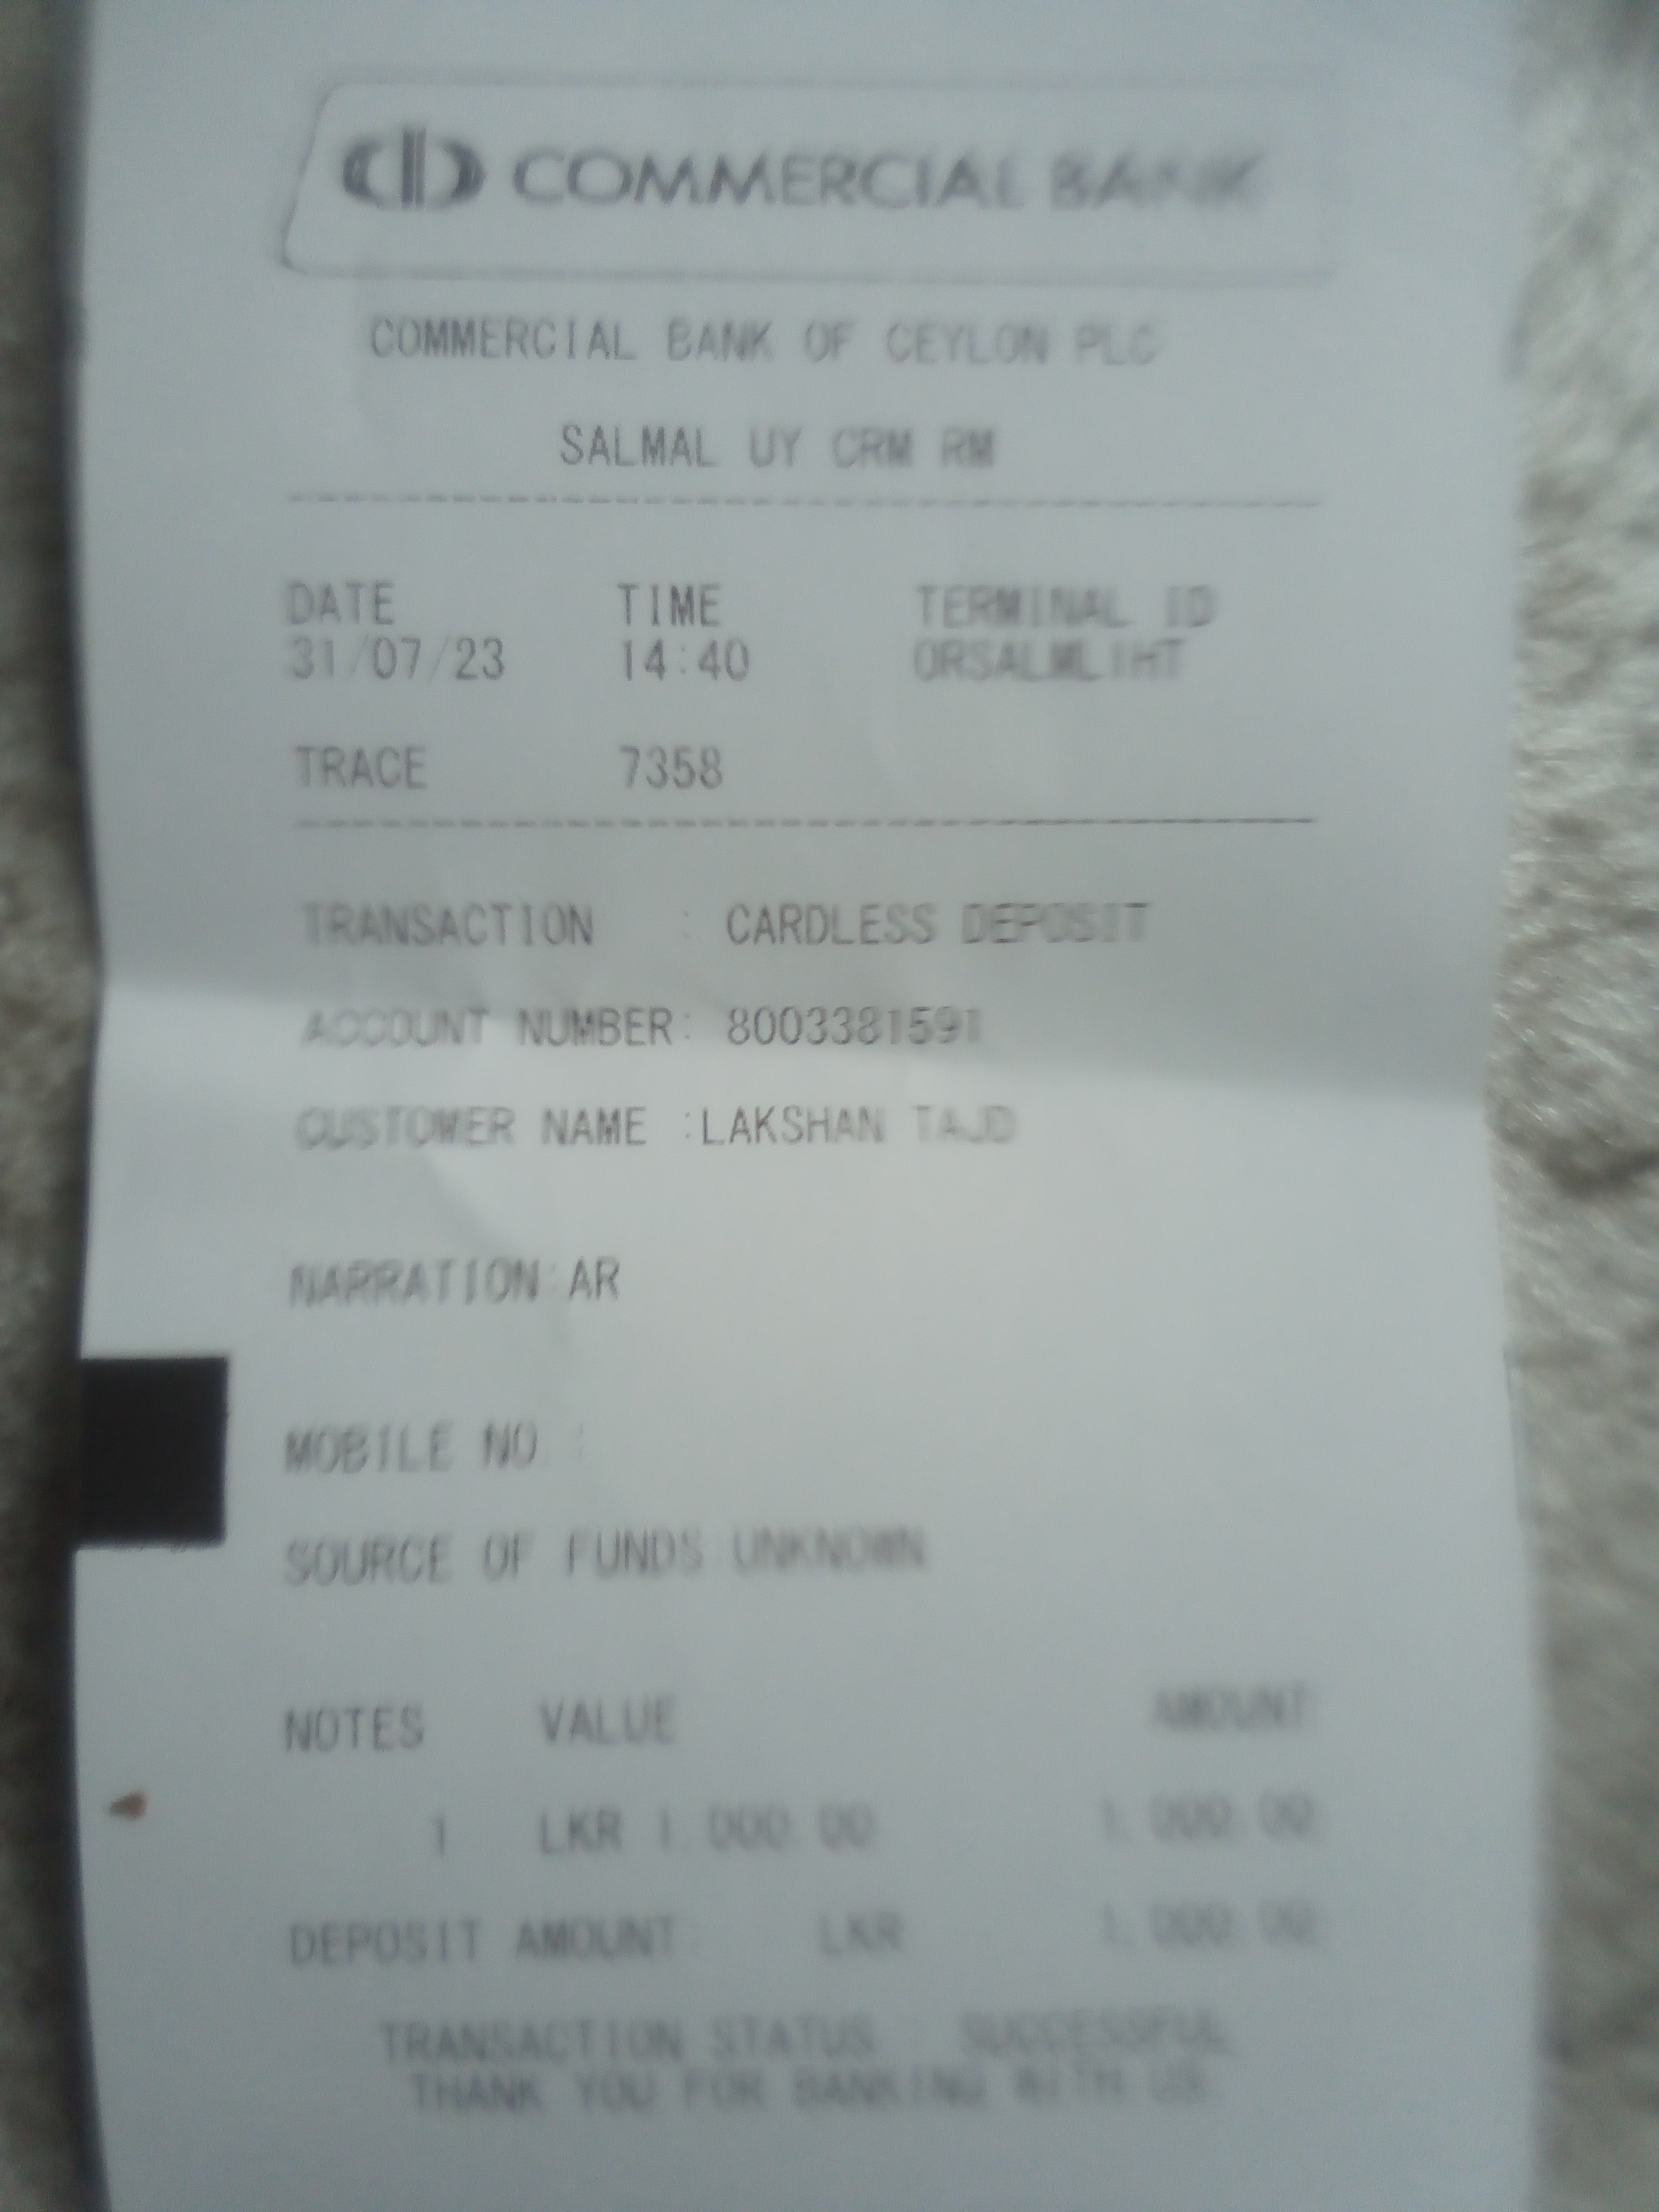 COMMERCIAL BANK
COMMERCIAL BANK OF CEYLON PLC
SALMAL UY CRM RM
DATE TIME TERMINAL ID
31/07/23 14:40 ORSALMLIHT
TRACE 7358
TRANSACTION : CARDLESS DEPOSIT
ACCOUNT NUMBER: 8003381591
CUSTOMER NAME :LAKSHAN TAJD
NARRATION:AR
MOBILE NO :
SOURCE OF FUNDS:UNKNOWN
NOTES VALUE AMOUNT
1 LKR 1,000.00 1,000.00
DEPOSIT AMOUNT: LKR 1,000.00
TRANSACTION STATUS : SUCCESSFUL
THANK YOU FOR BANKING WITH US.